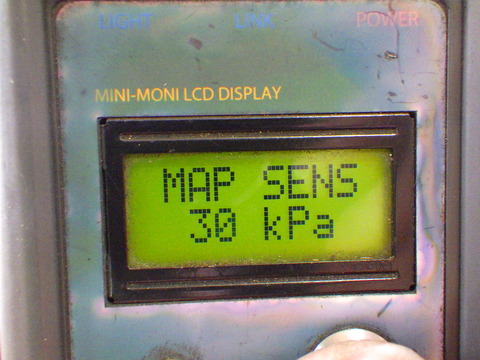 LIGHT LINK POWER
MINI-MONI LCD DISPLAY
MAP SENS
30 kPa